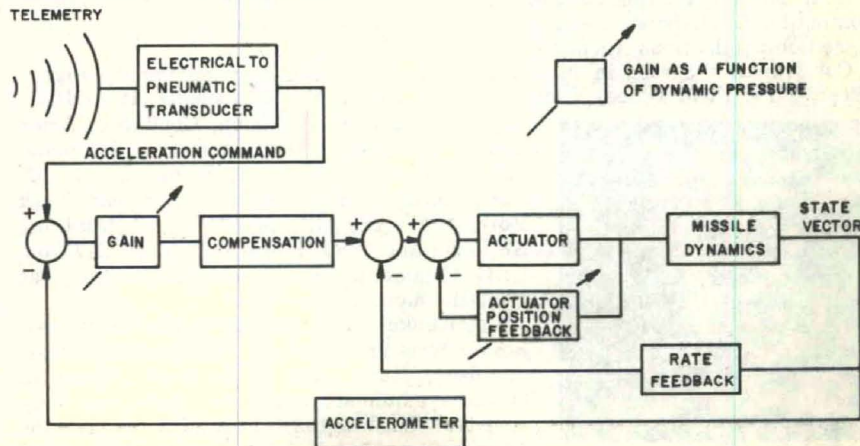 TELEMETRY
ELECTRICAL TO
PNEUMATIC
TRANSDUCER
GAIN AS A FUNCTION
OF DYNAMIC PRESSURE
ACCELERATION COMMAND
+
−
GAIN
COMPENSATION
+
−
+
−
ACTUATOR
MISSILE
DYNAMICS
STATE
VECTOR
ACTUATOR
POSITION
FEEDBACK
RATE
FEEDBACK
ACCELEROMETER